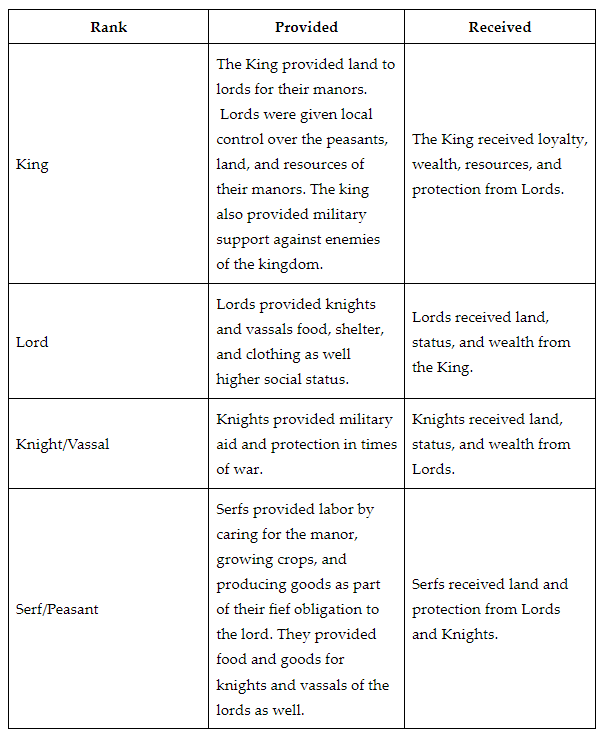 Rank Provided Received
King
The King provided land to
lords for their manors.
Lords were given local
control over the peasants,
land, and resources of
their manors. The king
also provided military
support against enemies
of the kingdom.
The King received loyalty,
wealth, resources, and
protection from Lords.
Lord
Lords provided knights
and vassals food, shelter,
and clothing as well
higher social status.
Lords received land,
status, and wealth from
the King.
Knight/Vassal
Knights provided military
aid and protection in times
of war.
Knights received land,
status, and wealth from
Lords.
Serf/Peasant
Serfs provided labor by
caring for the manor,
growing crops, and
producing goods as part
of their fief obligation to
the lord. They provided
food and goods for
knights and vassals of the
lords as well.
Serfs received land and
protection from Lords
and Knights.